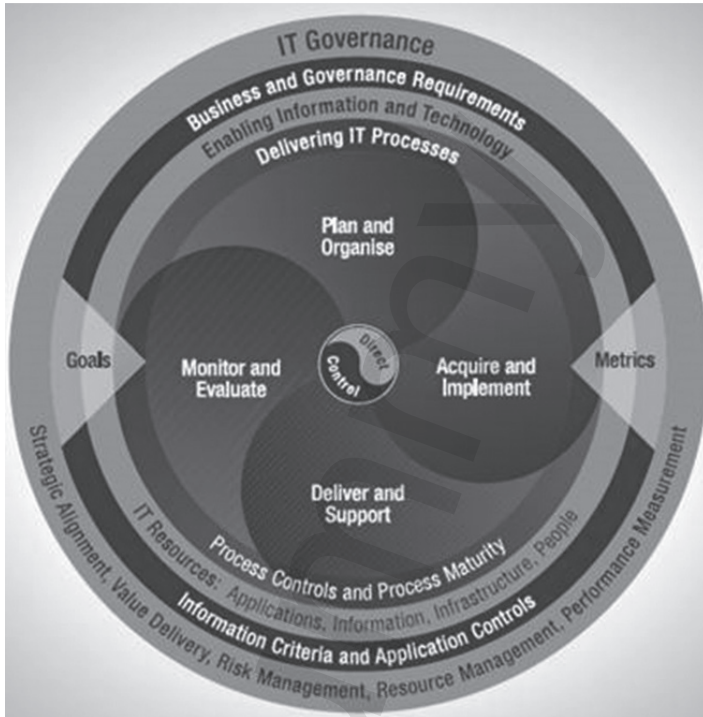 IT Governance
Business and Governance Requirements
Enabling Information and Technology
Delivering IT Processes
Plan and
Organise
Goals
Monitor and
Evaluate
Direct
Control
Acquire and
Implement
Metrics
Deliver and
Support
Process Controls and Process Maturity
IT Resources: Applications, Information, Infrastructure, People
Information Criteria and Application Controls
Strategic Alignment, Value Delivery, Risk Management, Resource Management, Performance Measurement